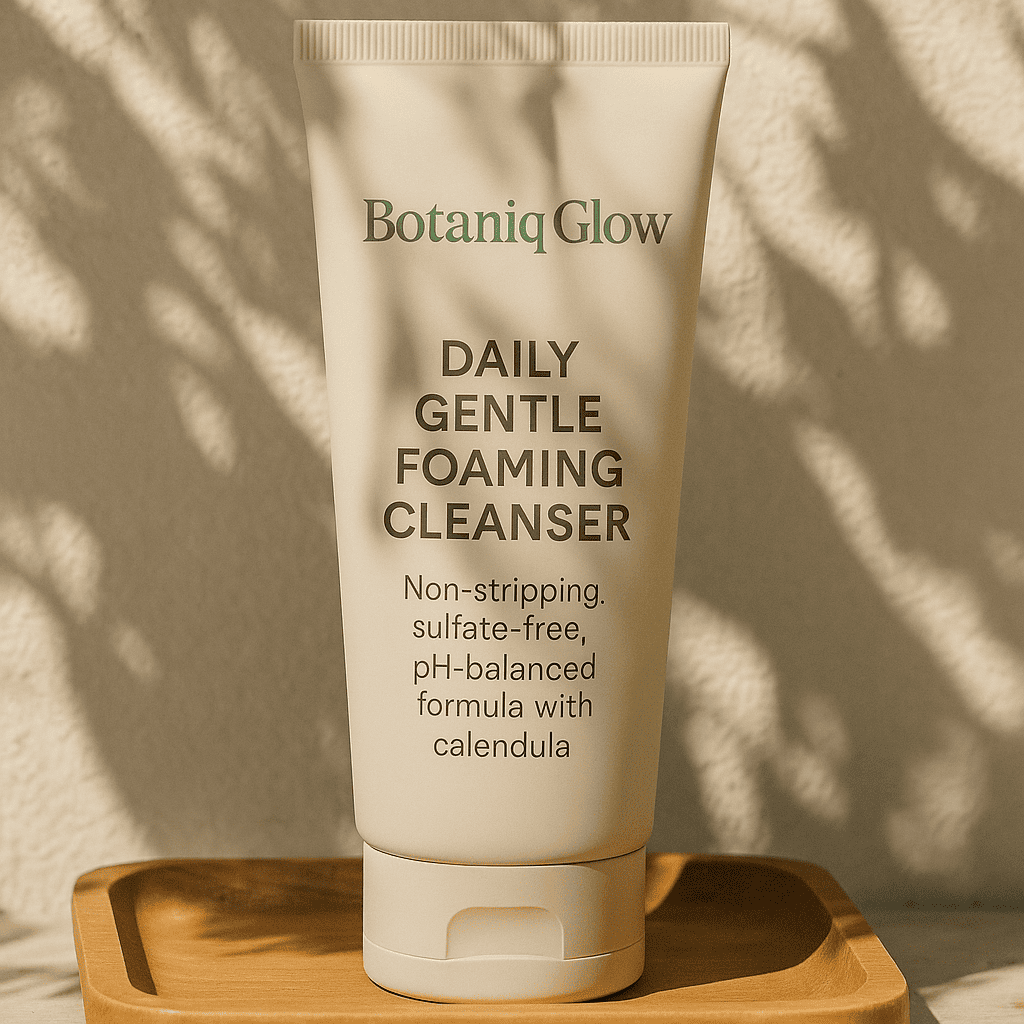 Botaniq Glow
DAILY
GENTLE
FOAMING
CLEANSER
Non-stripping.
sulfate-free,
pH-balanced
formula with
calendula